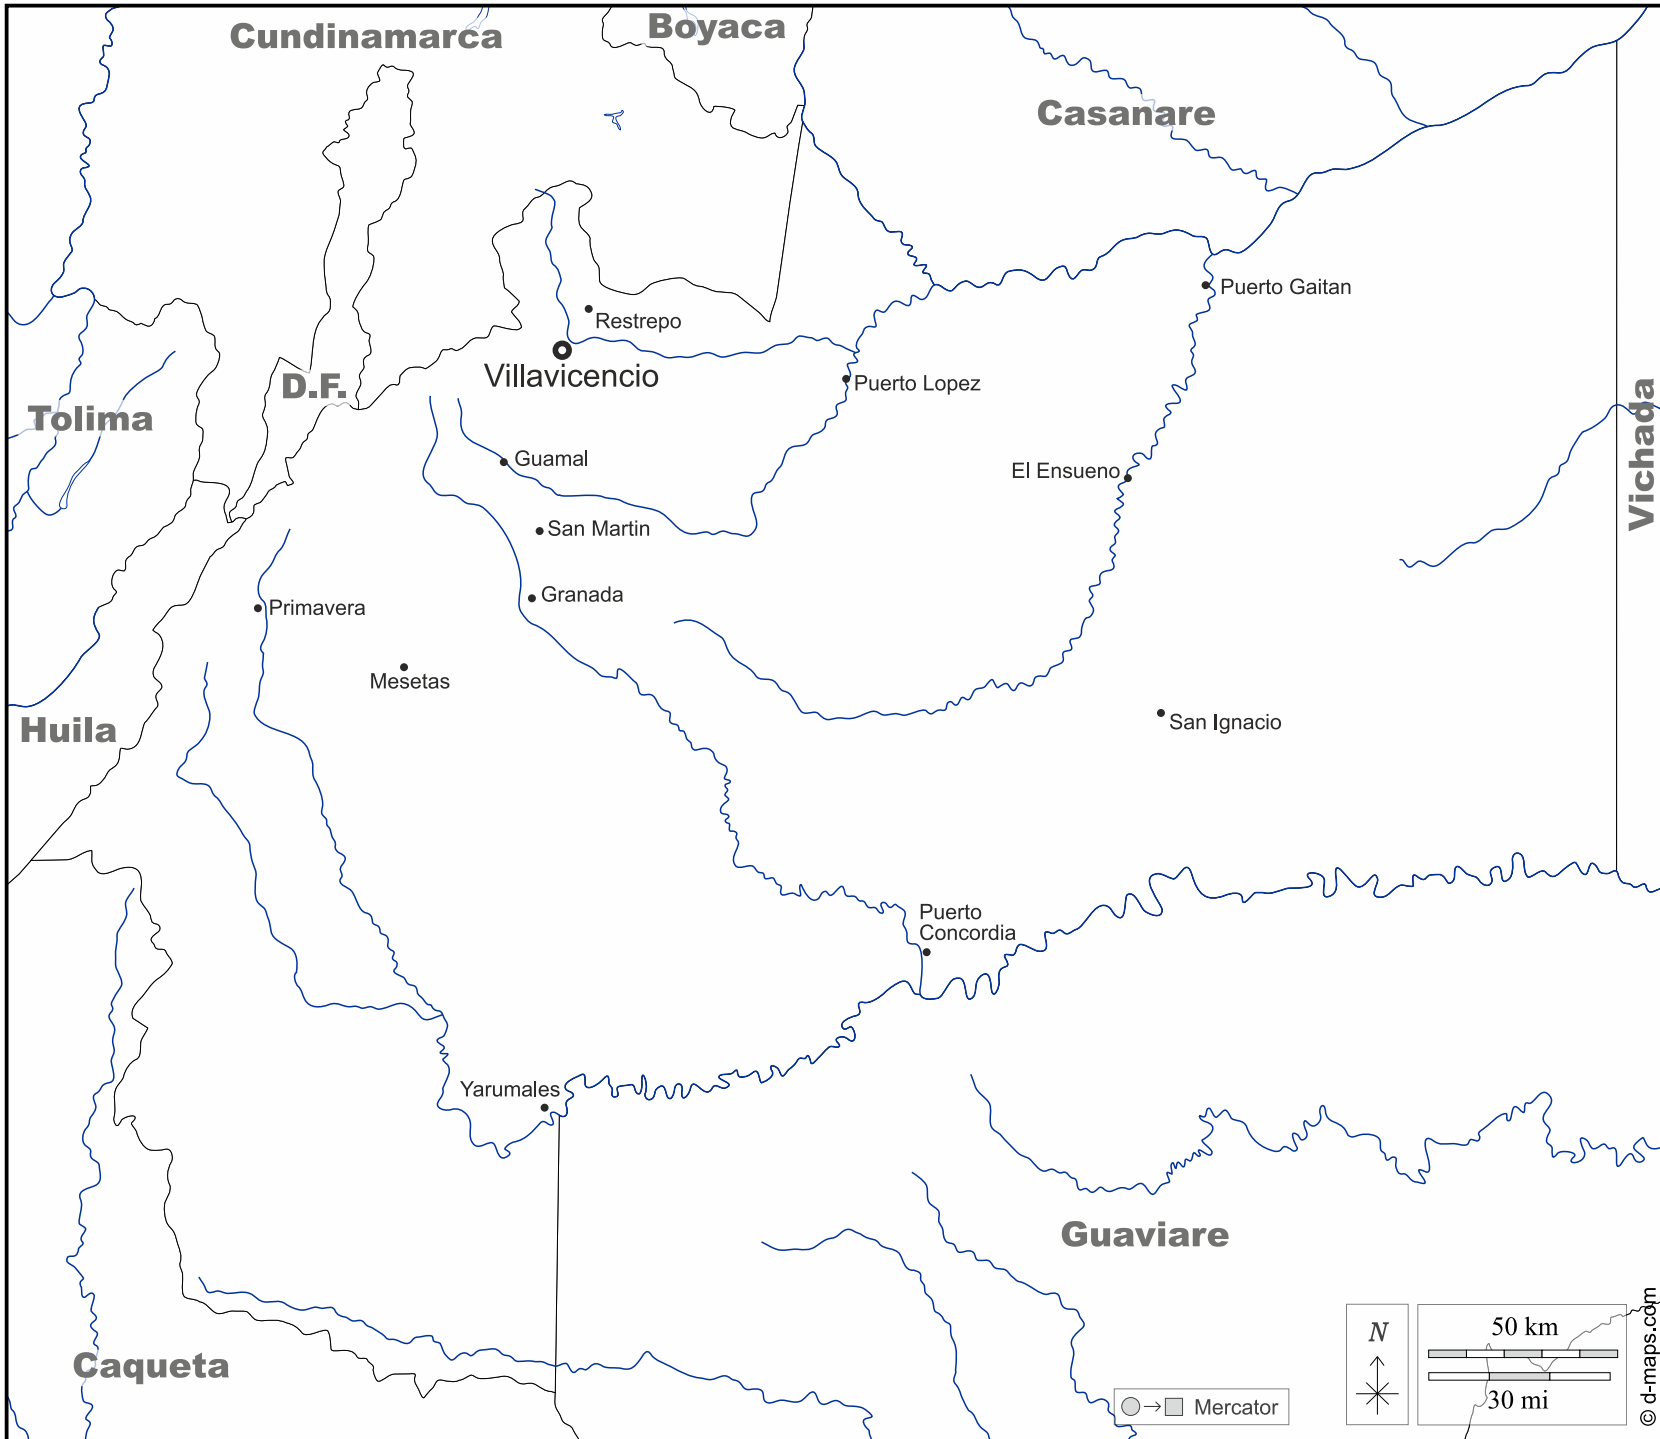 Cundinamarca
Boyaca
Casanare
Puerto Gaitan
Restrepo
Villavicencio
D.F.
Puerto Lopez
Tolima
Vichada
Guamal
El Ensueno
San Martin
Granada
Primavera
Mesetas
San Ignacio
Huila
Puerto
Concordia
Yarumales
Guaviare
Caqueta
N
50 km
30 mi
Mercator
© d-maps.com